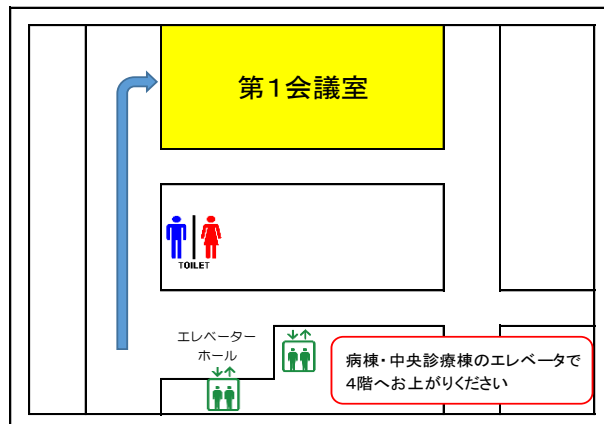 第１会議室
TOILET
エレベーター
ホール
病棟・中央診療棟のエレベータで
４階へお上がりください